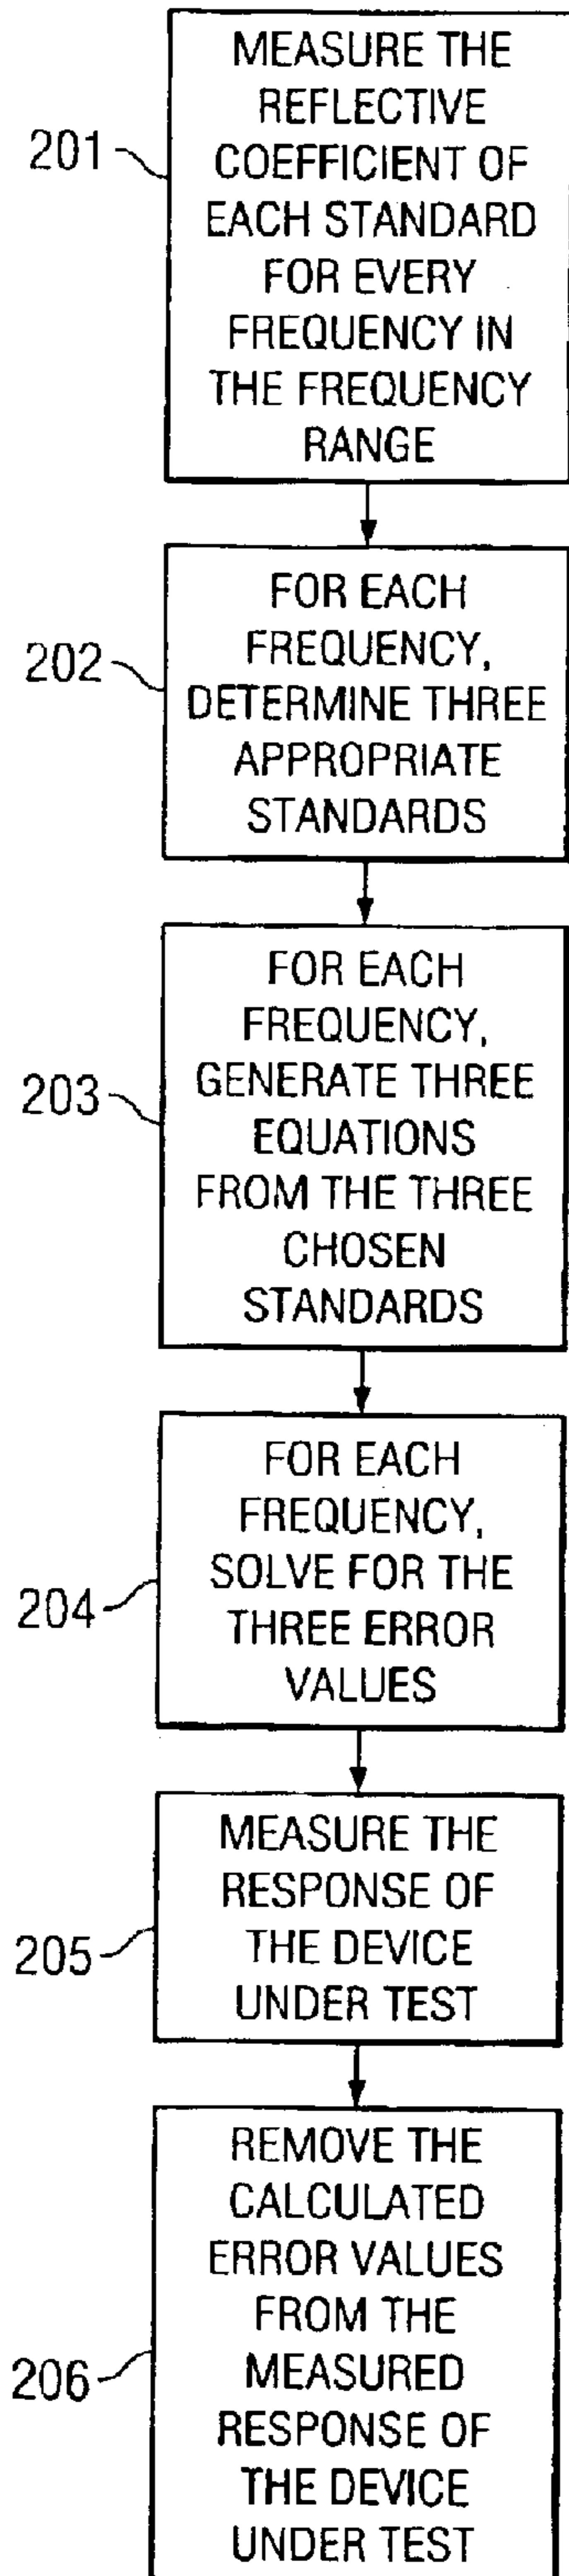 201
MEASURE THE
REFLECTIVE
COEFFICIENT OF
EACH STANDARD
FOR EVERY
FREQUENCY IN
THE FREQUENCY
RANGE
202
FOR EACH
FREQUENCY,
DETERMINE THREE
APPROPRIATE
STANDARDS
203
FOR EACH
FREQUENCY,
GENERATE THREE
EQUATIONS
FROM THE THREE
CHOSEN
STANDARDS
204
FOR EACH
FREQUENCY,
SOLVE FOR THE
THREE ERROR
VALUES
205
MEASURE THE
RESPONSE OF
THE DEVICE
UNDER TEST
206
REMOVE THE
CALCULATED
ERROR VALUES
FROM THE
MEASURED
RESPONSE OF
THE DEVICE
UNDER TEST